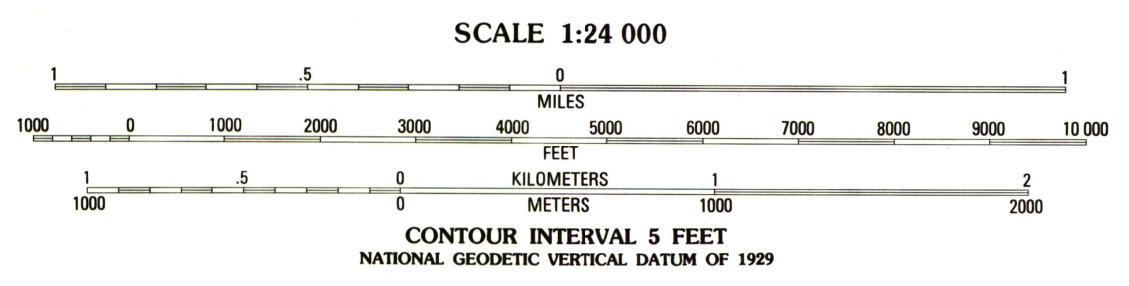 SCALE 1:24 000
1 .5 0 1
MILES
1000 0 1000 2000 3000 4000 5000 6000 7000 8000 9000 10 000
FEET
1 .5 0 KILOMETERS 1 2
1000 0 METERS 1000 2000
CONTOUR INTERVAL 5 FEET
NATIONAL GEODETIC VERTICAL DATUM OF 1929